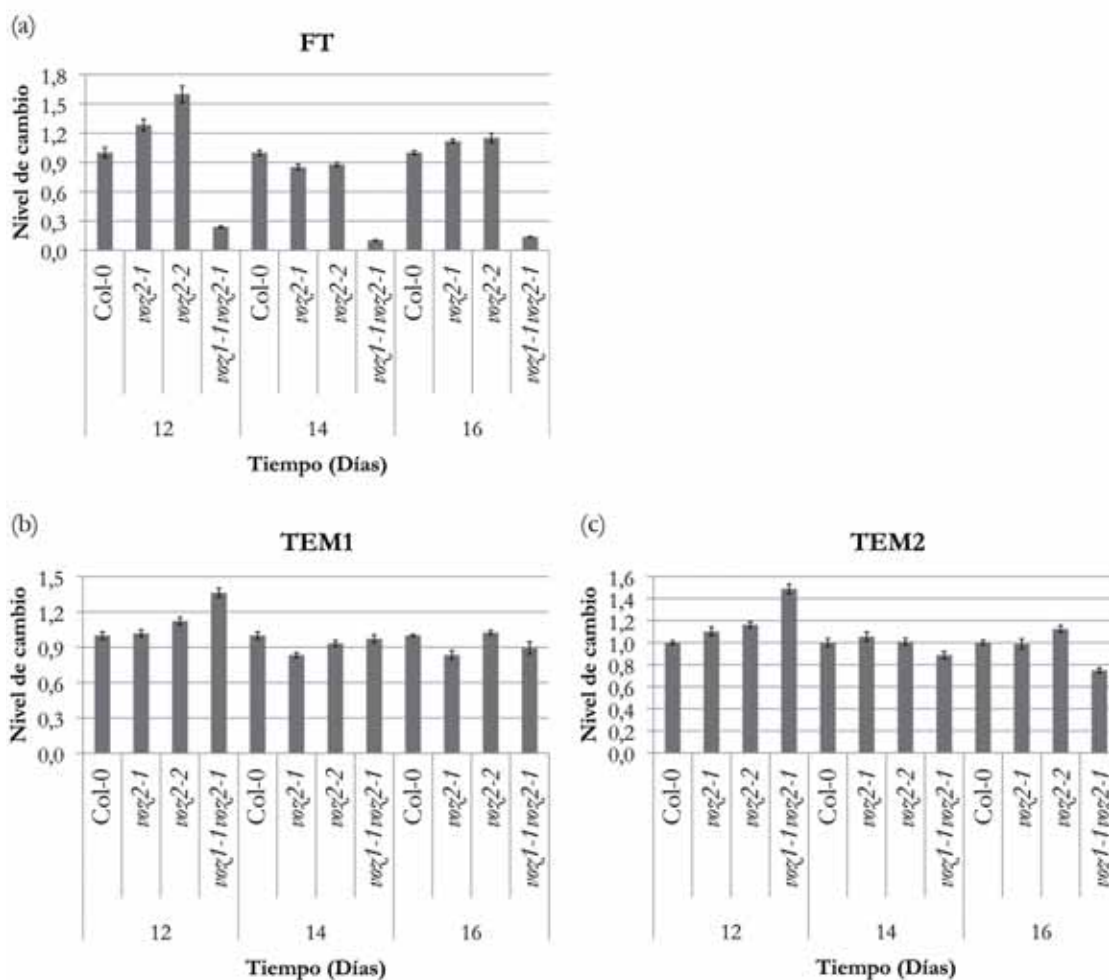 (a)
FT
Nivel de cambio
1,8
1,5
1,2
0,9
0,6
0,3
0,0
Col-0
voz2-1
voz2-2
voz1-1voz2-1
Col-0
voz2-1
voz2-2
voz1-1voz2-1
Col-0
voz2-1
voz2-2
voz1-1voz2-1
12 14 16
Tiempo (Días)
(b)
TEM1
Nivel de cambio
1,5
1,2
0,9
0,6
0,3
0,0
Col-0
voz2-1
voz2-2
voz1-1voz2-1
Col-0
voz2-1
voz2-2
voz1-1voz2-1
Col-0
voz2-1
voz2-2
voz1-1voz2-1
12 14 16
Tiempo (Días)
(c)
TEM2
Nivel de cambio
1,6
1,4
1,2
1,0
0,8
0,6
0,4
0,2
0,0
Col-0
voz2-1
voz2-2
voz1-1voz2-1
Col-0
voz2-1
voz2-2
voz1-1voz2-1
Col-0
voz2-1
voz2-2
voz1-1voz2-1
12 14 16
Tiempo (Días)